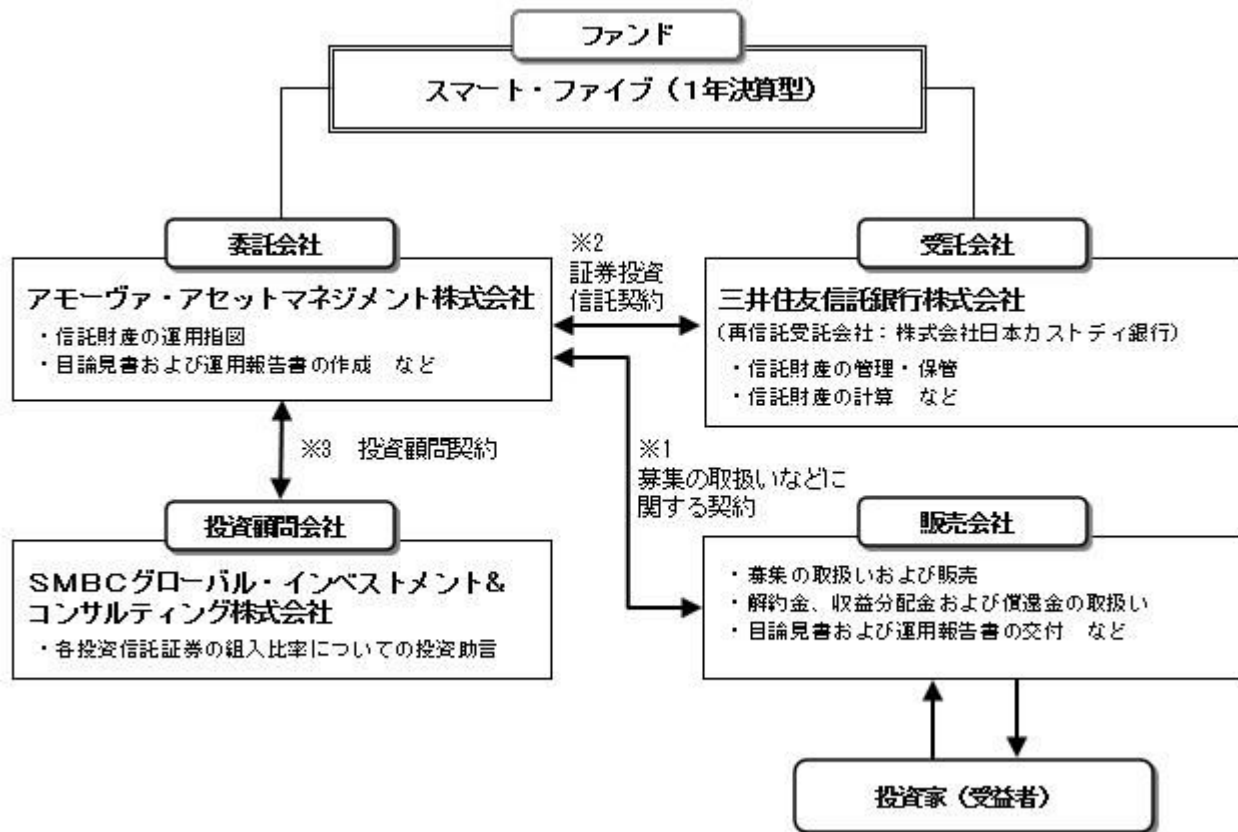 ファンド
スマート・ファイブ（１年決算型）
委託会社
アモーヴァ・アセットマネジメント株式会社
・信託財産の運用指図
・目論見書および運用報告書の作成　など
※2
証券投資
信託契約
受託会社
三井住友信託銀行株式会社
（再信託受託会社：株式会社日本カストディ銀行）
・信託財産の管理・保管
・信託財産の計算　など
※3　投資顧問契約
※1
募集の取扱いなどに
関する契約
投資顧問会社
ＳＭＢＣグローバル・インベストメント＆
コンサルティング株式会社
・各投資信託証券の組入比率についての投資助言
販売会社
・募集の取扱いおよび販売
・解約金、収益分配金および償還金の取扱い
・目論見書および運用報告書の交付　など
投資家（受益者）